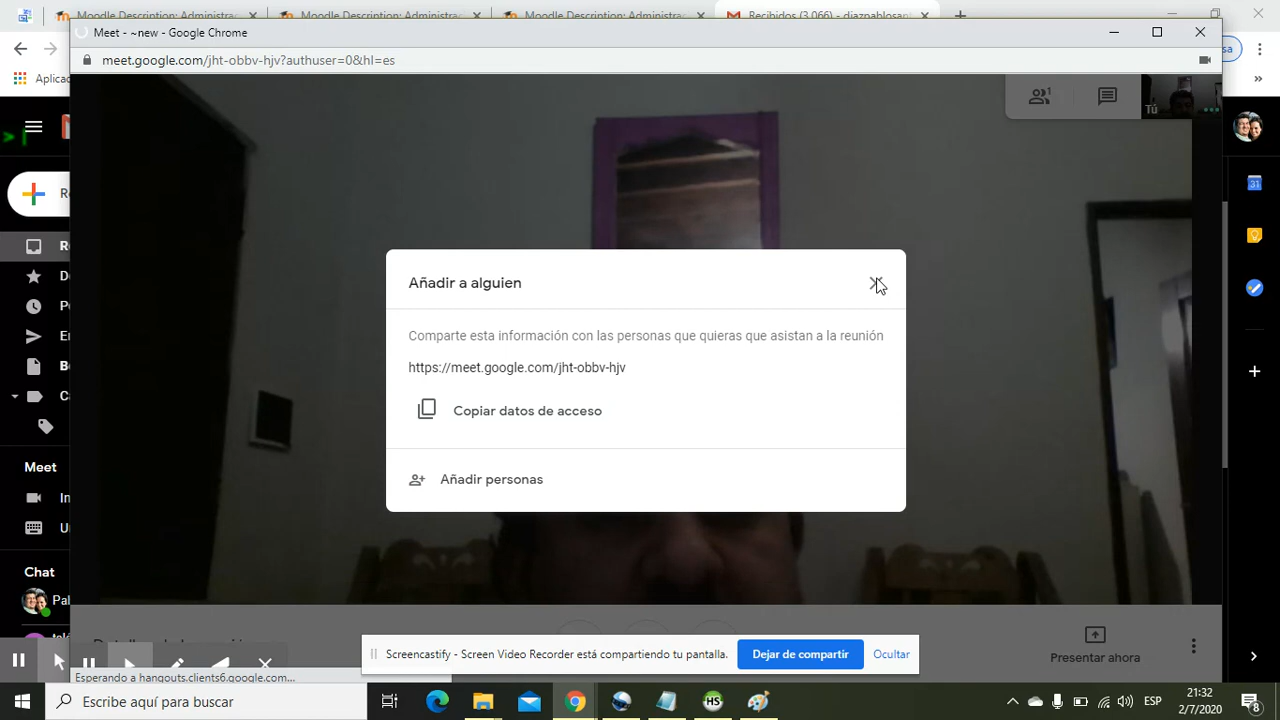 Moodle Description: Administra
Moodle Description: Administra
Moodle Description: Administra
Recibidos (3.066) - diazpablosan
Meet - ~new - Google Chrome
meet.google.com/jht-obbv-hjv?authuser=0&hl=es
Aplicac
Tú
Añadir a alguien
Comparte esta información con las personas que quieras que asistan a la reunión
https://meet.google.com/jht-obbv-hjv
Copiar datos de acceso
Añadir personas
Meet
Chat
Presentar ahora
Screencastify - Screen Video Recorder está compartiendo tu pantalla.
Dejar de compartir
Ocultar
Esperando a hangouts.clients6.google.com...
Escribe aquí para buscar
ESP
21:32
2/7/2020
8